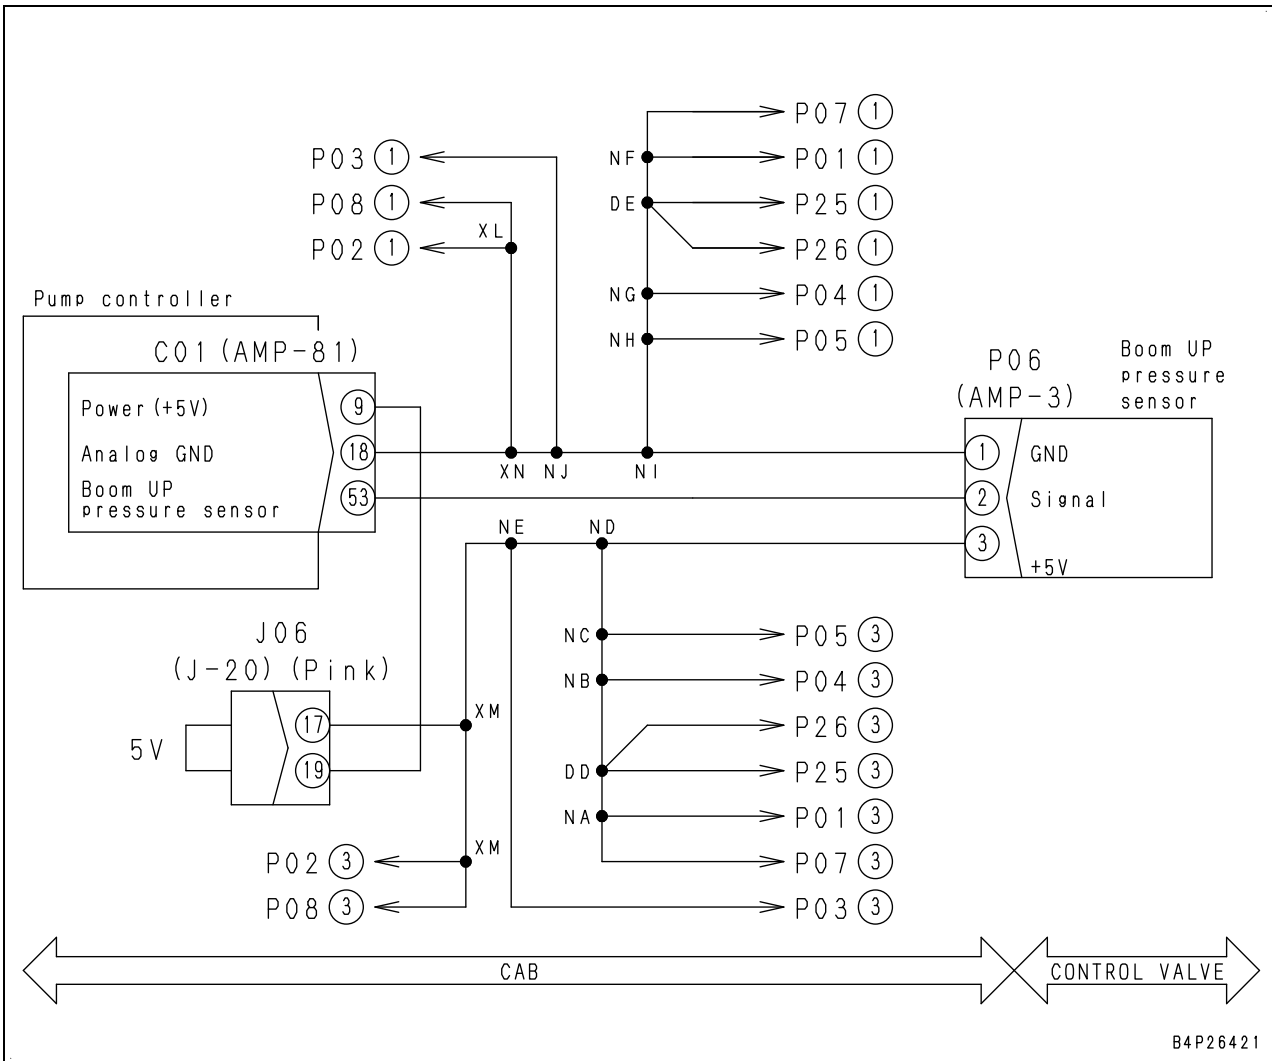 P07 1
P03 1
NF
P01 1
P08 1
DE
P25 1
XL
P02 1
P26 1
Pump controller
NG
P04 1
NH
P05 1
C01 (AMP-81)
P06
(AMP-3)
Boom UP
pressure
sensor
Power (+5V)
9
Analog GND
18
XN
NJ
NI
1
GND
Boom UP
pressure sensor
53
2
Signal
NE
ND
3
+5V
J06
(J-20) (Pink)
NC
P05 3
NB
P04 3
5V
17
XM
P26 3
19
DD
P25 3
NA
P01 3
P02 3
XM
P07 3
P08 3
P03 3
CAB
CONTROL VALVE
B4P26421